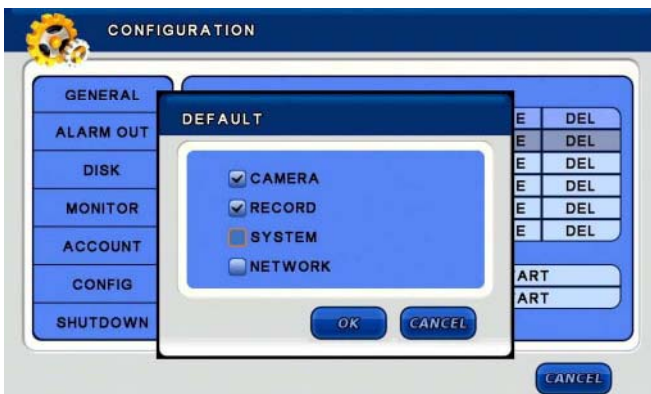 CONFIGURATION
GENERAL
ALARM OUT
DISK
MONITOR
ACCOUNT
CONFIG
SHUTDOWN
DEFAULT
CAMERA
RECORD
SYSTEM
NETWORK
OK CANCEL
E DEL
E DEL
E DEL
E DEL
E DEL
ART
ART
CANCEL